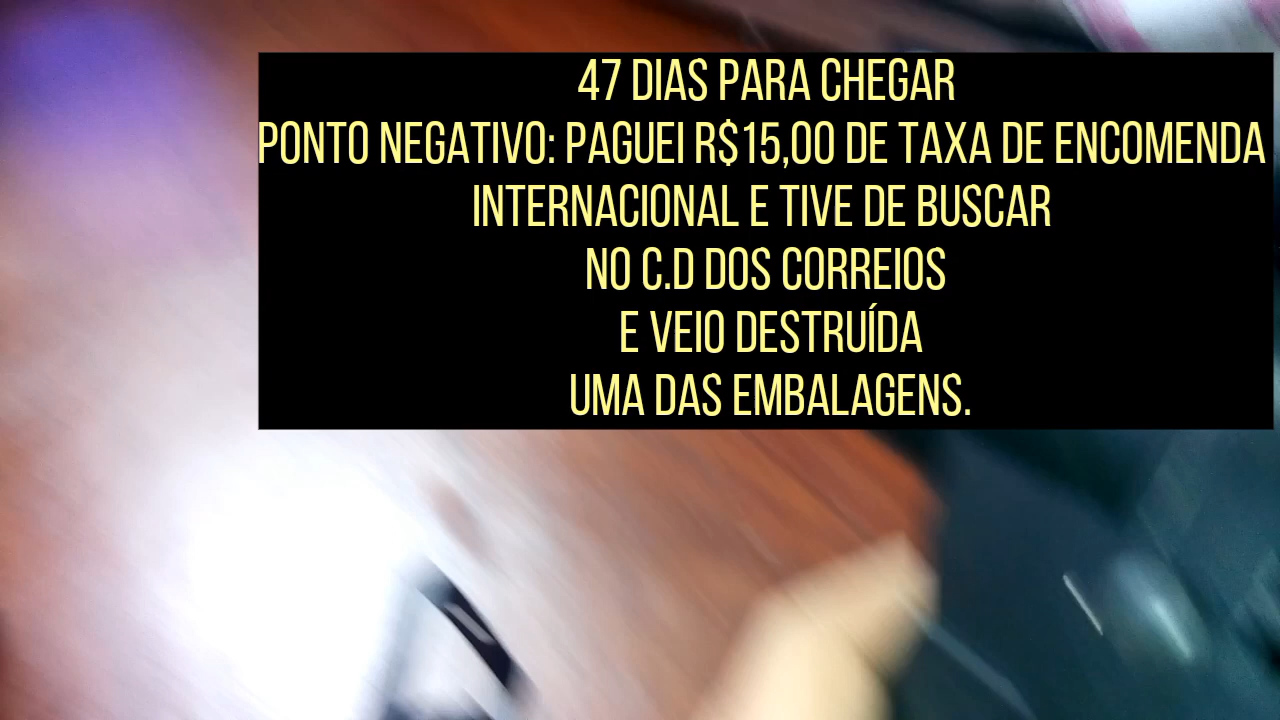 47 DIAS PARA CHEGAR
PONTO NEGATIVO: PAGUEI R$15,00 DE TAXA DE ENCOMENDA
INTERNACIONAL E TIVE DE BUSCAR
NO C.D DOS CORREIOS
E VEIO DESTRUÍDA
UMA DAS EMBALAGENS.